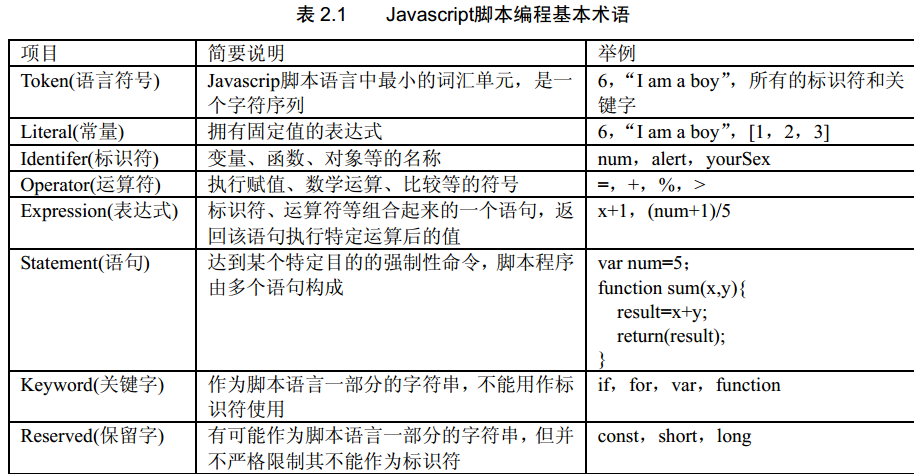 表 2.1 Javascript脚本编程基本术语
项目 简要说明 举例
Token(语言符号) Javascrip脚本语言中最小的词汇单元，是一 6，“I am a boy”，所有的标识符和关
个字符序列 键字
Literal(常量) 拥有固定值的表达式 6，“I am a boy”，[1，2，3]
Identifer(标识符) 变量、函数、对象等的名称 num，alert，yourSex
Operator(运算符) 执行赋值、数学运算、比较等的符号 =，+，%，>
Expression(表达式) 标识符、运算符等组合起来的一个语句，返 x+1，(num+1)/5
回该语句执行特定运算后的值
Statement(语句) 达到某个特定目的的强制性命令，脚本程序 var num=5；
由多个语句构成 function sum(x,y){
result=x+y;
return(result);
}
Keyword(关键字) 作为脚本语言一部分的字符串，不能用作标 if，for，var，function
识符使用
Reserved(保留字) 有可能作为脚本语言一部分的字符串，但并 const，short，long
不严格限制其不能作为标识符